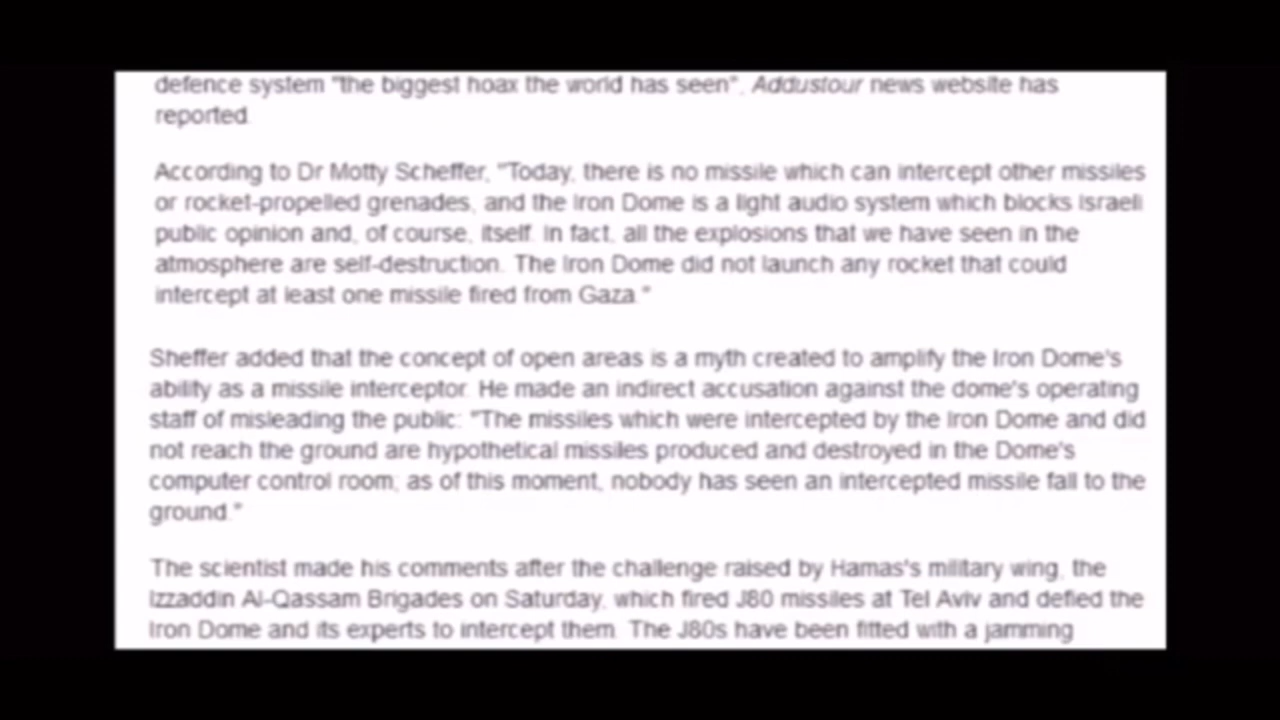 defence system "the biggest hoax the world has seen", Addustour news website has
reported.
According to Dr Motty Scheffer, "Today, there is no missile which can intercept other missiles
or rocket-propelled grenades, and the Iron Dome is a light audio system which blocks Israeli
public opinion and, of course, itself. In fact, all the explosions that we have seen in the
atmosphere are self-destruction. The Iron Dome did not launch any rocket that could
intercept at least one missile fired from Gaza."
Sheffer added that the concept of open areas is a myth created to amplify the Iron Dome's
ability as a missile interceptor. He made an indirect accusation against the dome's operating
staff of misleading the public: "The missiles which were intercepted by the Iron Dome and did
not reach the ground are hypothetical missiles produced and destroyed in the Dome's
computer control room; as of this moment, nobody has seen an intercepted missile fall to the
ground."
The scientist made his comments after the challenge raised by Hamas's military wing, the
Izzaddin Al-Qassam Brigades on Saturday, which fired J80 missiles at Tel Aviv and defied the
Iron Dome and its experts to intercept them. The J80s have been fitted with a jamming